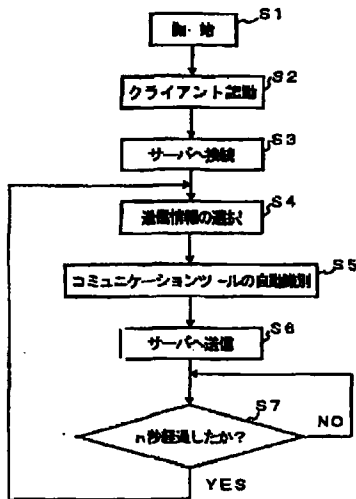 S1
開始
S2
クライアント起動
S3
サーバへ接続
S4
送信情報の選択
S5
コミュニケーションツールの自動識別
S6
サーバへ送信
S7
n秒経過したか?
NO
YES